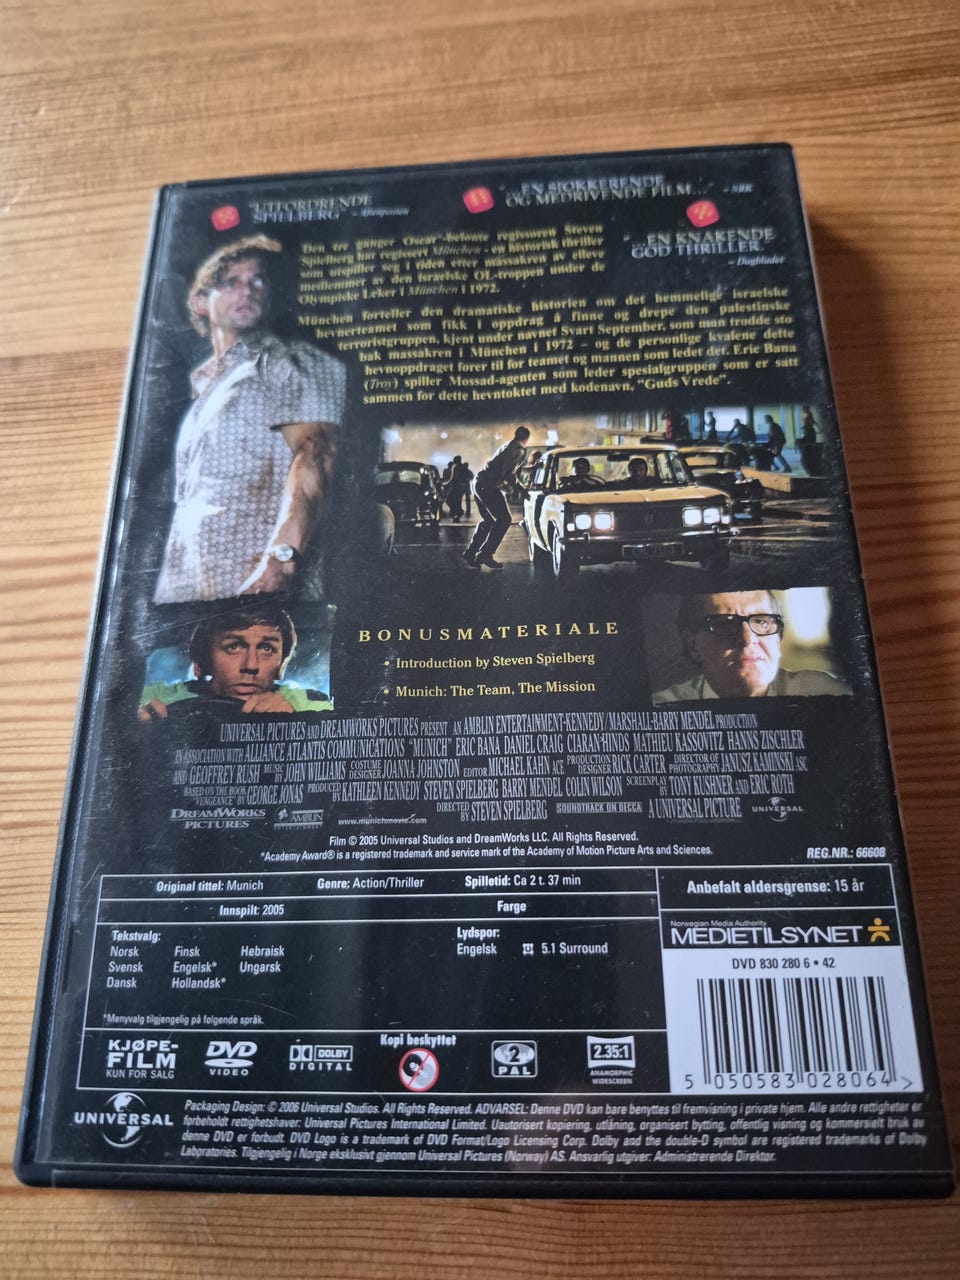 "UTFORDRENDE
SPIELBERG" – Aftenposten
"...EN SJOKKERENDE
OG MEDRIVENDE FILM..." – NRK
"...EN KNAKENDE
GOD THRILLER..."
– Dagbladet
Den tre ganger Oscar®-belønte regissøren Steven
Spielberg har regissert München - en historisk thriller
som utspiller seg i tiden etter massakren av elleve
medlemmer av den israelske OL-troppen under de
Olympiske Leker i München i 1972.
München forteller den dramatiske historien om det hemmelige israelske
hevnerteamet som fikk i oppdrag å finne og drepe den palestinske
terroristgruppen, kjent under navnet Svart September, som man trodde sto
bak massakren i München i 1972 – og de personlige kvalene dette
hevnoppdraget fører til for teamet og mannen som ledet det. Eric Bana
(Troy) spiller Mossad-agenten som leder spesialgruppen som er satt
sammen for dette hevntoktet med kodenavn, "Guds Vrede".
BONUSMATERIALE
• Introduction by Steven Spielberg
• Munich: The Team, The Mission
UNIVERSAL PICTURES AND DREAMWORKS PICTURES PRESENT AN AMBLIN ENTERTAINMENT·KENNEDY/MARSHALL·BARRY MENDEL PRODUCTION
IN ASSOCIATION WITH ALLIANCE ATLANTIS COMMUNICATIONS "MUNICH" ERIC BANA DANIEL CRAIG CIARAN HINDS MATHIEU KASSOVITZ HANNS ZISCHLER
AND GEOFFREY RUSH MUSIC BY JOHN WILLIAMS COSTUME DESIGNER JOANNA JOHNSTON EDITOR MICHAEL KAHN ACE PRODUCTION DESIGNER RICK CARTER DIRECTOR OF PHOTOGRAPHY JANUSZ KAMINSKI ASC
BASED ON THE BOOK "VENGEANCE" BY GEORGE JONAS PRODUCED BY KATHLEEN KENNEDY STEVEN SPIELBERG BARRY MENDEL COLIN WILSON SCREENPLAY BY TONY KUSHNER AND ERIC ROTH
DREAMWORKS PICTURES AMBLIN ENTERTAINMENT www.munichmovie.com DIRECTED BY STEVEN SPIELBERG SOUNDTRACK ON DECCA A UNIVERSAL PICTURE UNIVERSAL
Film © 2005 Universal Studios and DreamWorks LLC. All Rights Reserved.
*Academy Award® is a registered trademark and service mark of the Academy of Motion Picture Arts and Sciences.
REG.NR.: 66608
Original tittel: Munich Genre: Action/Thriller Spilletid: Ca 2 t. 37 min
Innspilt: 2005 Farge
Anbefalt aldersgrense: 15 år
Tekstvalg:
Norsk Finsk Hebraisk
Svensk Engelsk* Ungarsk
Dansk Hollandsk*
*Menyvalg tilgjengelig på følgende språk.
Lydspor:
Engelsk 5.1 Surround
Norwegian Media Authority
MEDIETILSYNET
DVD 830 280 6 • 42
5 050583 028064 >
KJØPE-
FILM
KUN FOR SALG
DVD
VIDEO
DOLBY
DIGITAL
Kopi beskyttet
2
PAL
2.35:1
ANAMORPHIC
WIDESCREEN
UNIVERSAL
Packaging Design: © 2006 Universal Studios. All Rights Reserved. ADVARSEL: Denne DVD kan bare benyttes til fremvisning i private hjem. Alle andre rettigheter er
forbeholdt rettighetshaver: Universal Pictures International Limited. Uautorisert kopiering, utlåning, organisert bytting, offentlig visning og kommersielt bruk av
denne DVD er forbudt. DVD Logo is a trademark of DVD Format/Logo Licensing Corp. Dolby and the double-D symbol are registered trademarks of Dolby
Laboratories. Tilgjengelig i Norge eksklusivt gjennom Universal Pictures (Norway) AS. Ansvarlig utgiver: Administrerende Direktør.